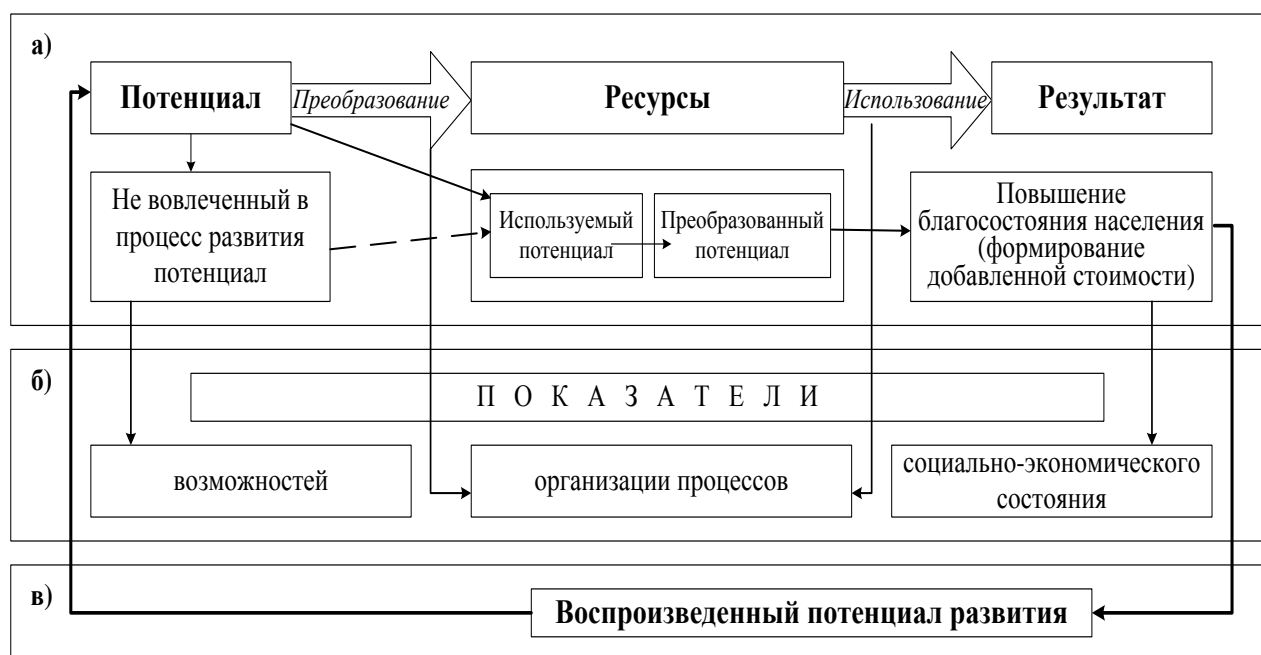 а)
Потенциал
Преобразование
Ресурсы
Использование
Результат
Не вовлеченный в
процесс развития
потенциал
Используемый
потенциал
Преобразованный
потенциал
Повышение
благосостояния населения
(формирование
добавленной стоимости)
б)
П О К А З А Т Е Л И
возможностей
организации процессов
социально-экономического
состояния
в)
Воспроизведенный потенциал развития